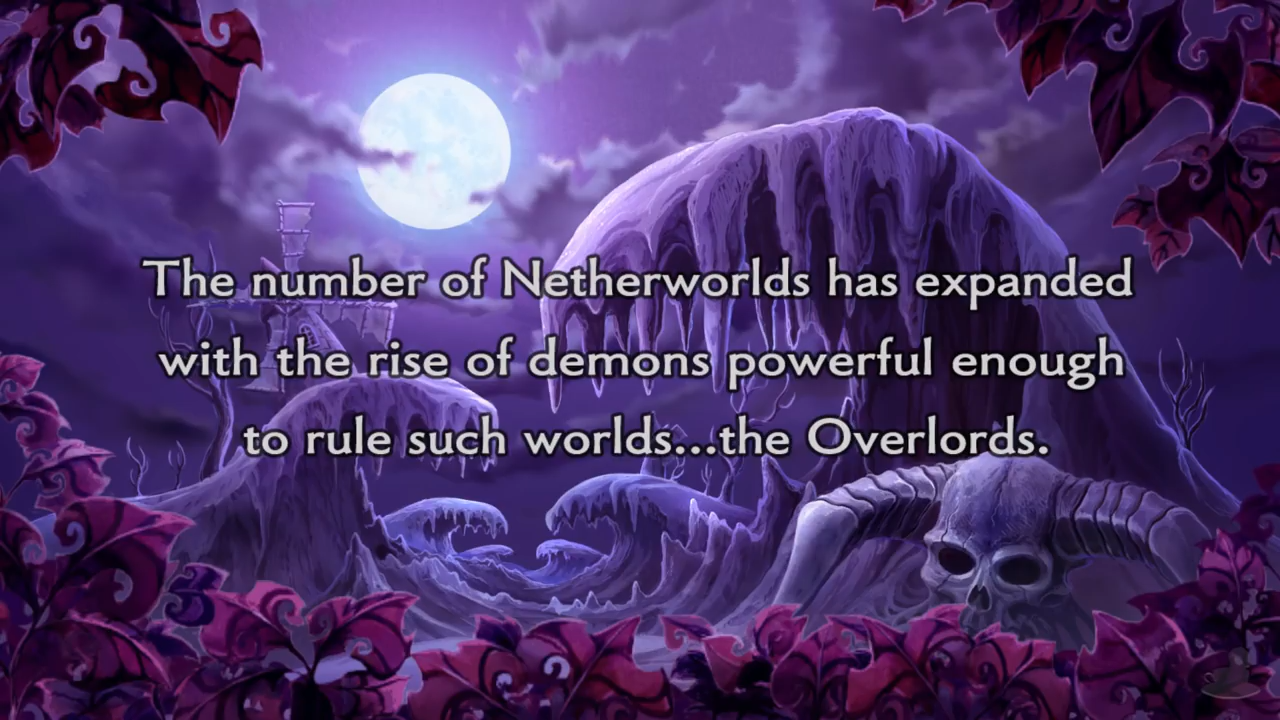 The number of Netherworlds has expanded
with the rise of demons powerful enough
to rule such worlds...the Overlords.